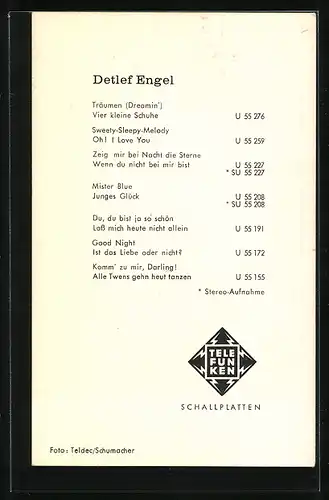 Detlef Engel
Träumen (Dreamin')
Vier kleine Schuhe U 55 276
Sweety-Sleepy-Melody
Oh! I Love You U 55 259
Zeig mir bei Nacht die Sterne
Wenn du nicht bei mir bist U 55 227
* SU 55 227
Mister Blue
Junges Glück U 55 208
* SU 55 208
Du, du bist ja so schön
Laß mich heute nicht allein U 55 191
Good Night
Ist das Liebe oder nicht? U 55 172
Komm' zu mir, Darling!
Alle Twens gehn heut tanzen U 55 155
* Stereo-Aufnahme
TELE
FUN
KEN
SCHALLPLATTEN
Foto: Teldec/Schumacher